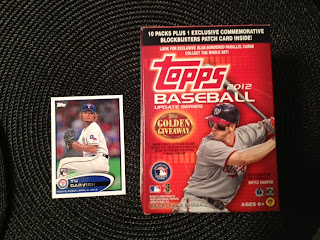 10 PACKS PLUS 1 EXCLUSIVE COMMEMORATIVE
BLOCKBUSTERS PATCH CARD INSIDE!
LOOK FOR EXCLUSIVE BLUE-BORDERED PARALLEL CARDS
COLLECT THE WHOLE SET!
Topps
2012
BASEBALL
UPDATE SERIES
GOLDEN
GIVEAWAY
BRYCE HARPER
AGES 6+
Topps
YU
DARVISH